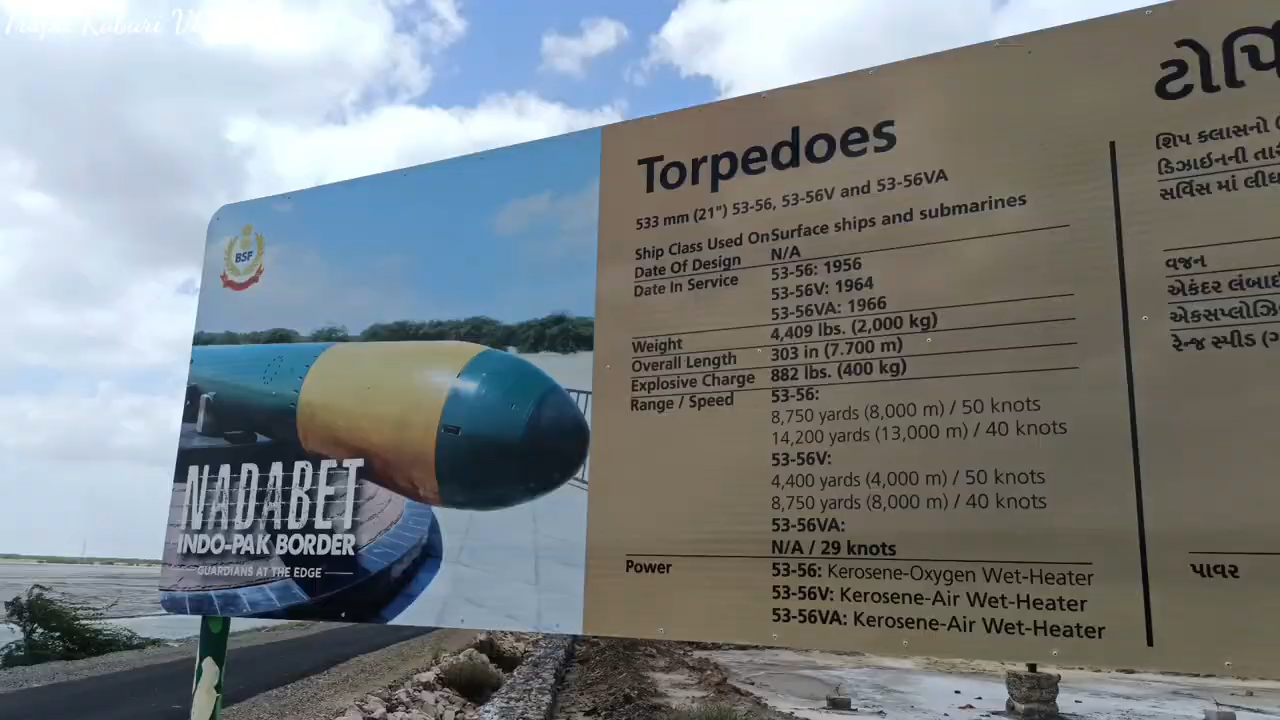 BSF
NADABET
INDO-PAK BORDER
GUARDIANS AT THE EDGE
Torpedoes
533 mm (21") 53-56, 53-56V and 53-56VA
Ship Class Used On Surface ships and submarines
Date Of Design N/A
Date In Service 53-56: 1956
53-56V: 1964
53-56VA: 1966
Weight 4,409 lbs. (2,000 kg)
Overall Length 303 in (7.700 m)
Explosive Charge 882 lbs. (400 kg)
Range / Speed 53-56:
8,750 yards (8,000 m) / 50 knots
14,200 yards (13,000 m) / 40 knots
53-56V:
4,400 yards (4,000 m) / 50 knots
8,750 yards (8,000 m) / 40 knots
53-56VA:
N/A / 29 knots
Power 53-56: Kerosene-Oxygen Wet-Heater
53-56V: Kerosene-Air Wet-Heater
53-56VA: Kerosene-Air Wet-Heater
શિપ ક્લાસનો
ડિઝાઇનની
સર્વિસ માં
વજન
એકંદર
પાવર